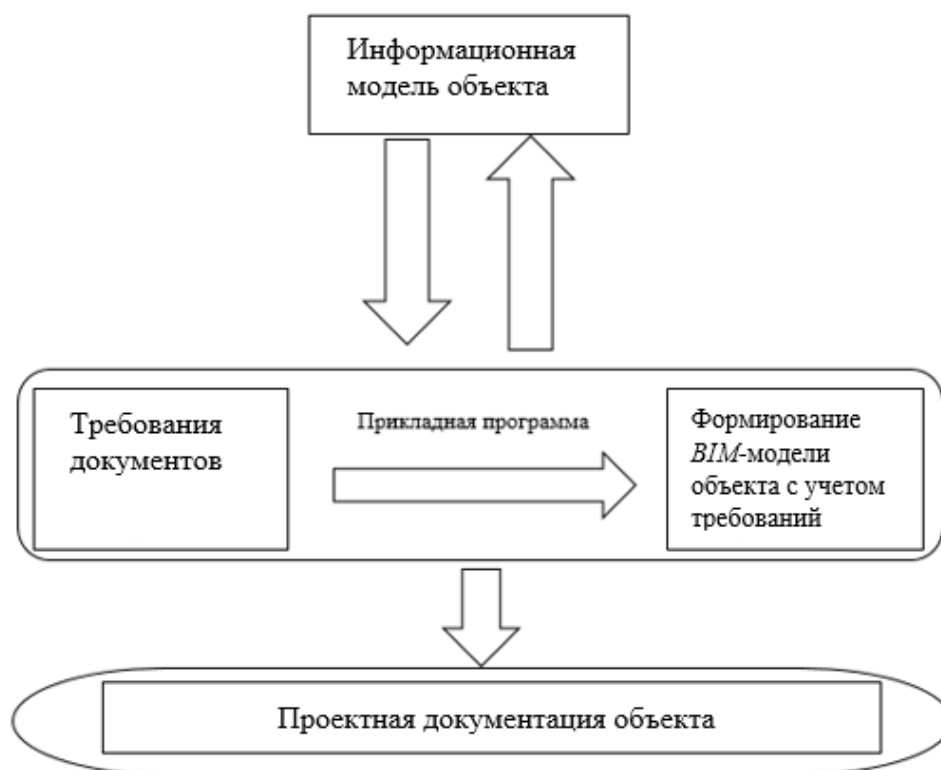 Информационная
модель объекта
Требования
документов
Прикладная программа
Формирование
BIM-модели
объекта с учетом
требований
Проектная документация объекта